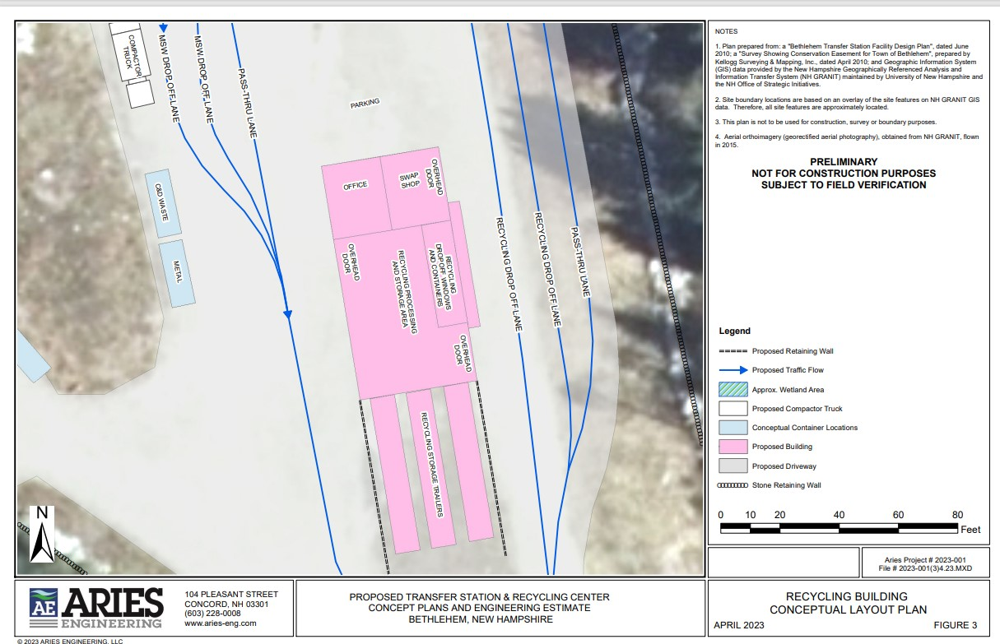 COMPACTOR
TRUCK
MSW DROP OFF LANE
MSW DROP OFF LANE
PASS-THRU LANE
PARKING
C&D WASTE
METAL
OFFICE
SWAP
SHOP
OVERHEAD
DOOR
OVERHEAD
DOOR
RECYCLING PROCESSING
AND STORAGE AREA
RECYCLING
DROP OFF WINDOWS
AND CONTAINERS
OVERHEAD
DOOR
RECYCLING STORAGE TRAILERS
RECYCLING DROP OFF LANE
RECYCLING DROP OFF LANE
PASS-THRU LANE
N
NOTES
1. Plan prepared from: a "Bethlehem Transfer Station Facility Design Plan", dated June
2010; a "Survey Showing Conservation Easement for Town of Bethlehem", prepared by
Kellogg Surveying & Mapping, Inc., dated April 2010; and Geographic Information System
(GIS) data provided by the New Hampshire Geographically Referenced Analysis and
Information Transfer System (NH GRANIT) maintained by University of New Hampshire and
the NH Office of Strategic Initiatives.
2. Site boundary locations are based on an overlay of the site features on NH GRANIT GIS
data. Therefore, all site features are approximately located.
3. This plan is not to be used for construction, survey or boundary purposes.
4. Aerial orthoimagery (georectified aerial photography), obtained from NH GRANIT, flown
in 2015.
PRELIMINARY
NOT FOR CONSTRUCTION PURPOSES
SUBJECT TO FIELD VERIFICATION
Legend
Proposed Retaining Wall
Proposed Traffic Flow
Approx. Wetland Area
Proposed Compactor Truck
Conceptual Container Locations
Proposed Building
Proposed Driveway
Stone Retaining Wall
0 10 20 40 60 80
Feet
Aries Project # 2023-001
File # 2023-001(3)4.23.MXD
AE ARIES
ENGINEERING
104 PLEASANT STREET
CONCORD, NH 03301
(603) 228-0008
www.aries-eng.com
PROPOSED TRANSFER STATION & RECYCLING CENTER
CONCEPT PLANS AND ENGINEERING ESTIMATE
BETHLEHEM, NEW HAMPSHIRE
RECYCLING BUILDING
CONCEPTUAL LAYOUT PLAN
APRIL 2023 FIGURE 3
© 2023 ARIES ENGINEERING, LLC